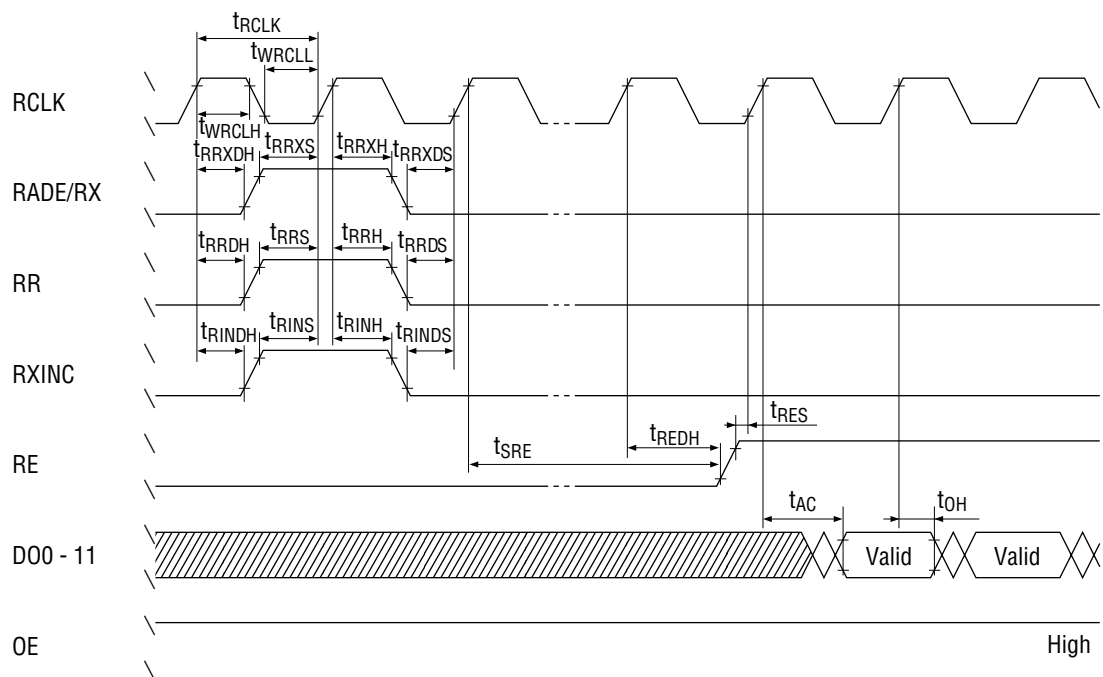 tRCLK
tWRCLL
RCLK
tWRCLH
tRRXDH tRRXS tRRXH tRRXDS
RADE/RX
tRRDH tRRS tRRH tRRDS
RR
tRINDH tRINS tRINH tRINDS
RXINC
tRES
tREDH
tSRE
RE
tAC tOH
DO0 - 11 Valid Valid
OE High